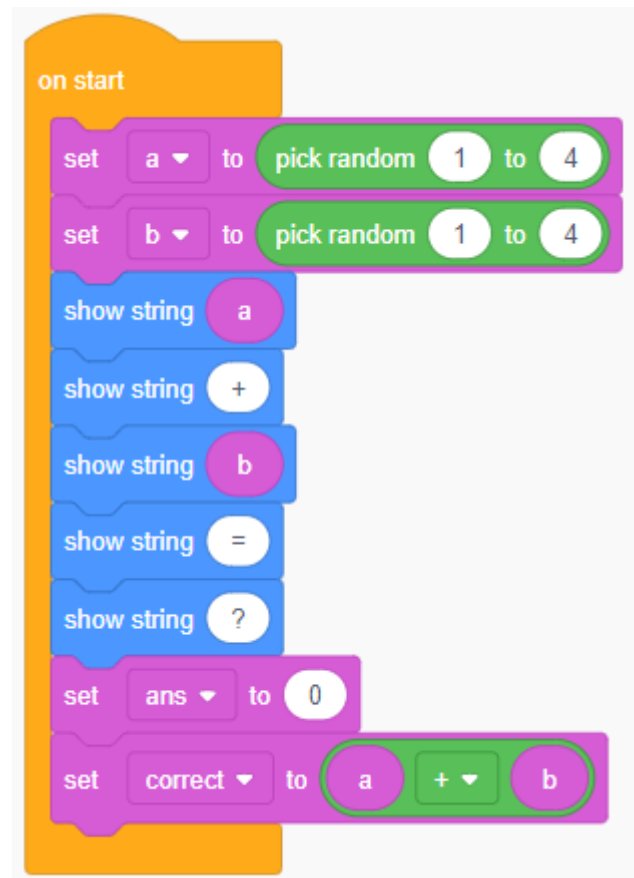 on start
set a to pick random 1 to 4
set b to pick random 1 to 4
show string a
show string +
show string b
show string =
show string ?
set ans to 0
set correct to a + b